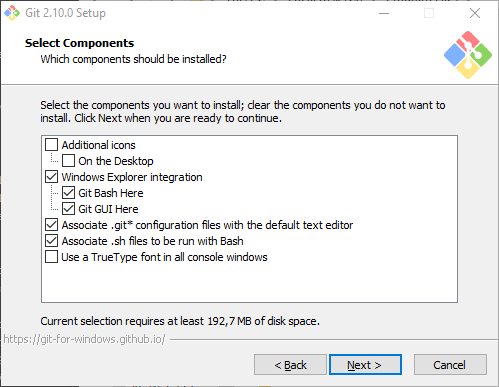 Git 2.10.0 Setup
Select Components
Which components should be installed?
Select the components you want to install; clear the components you do not want to
install. Click Next when you are ready to continue.
Additional icons
On the Desktop
Windows Explorer integration
Git Bash Here
Git GUI Here
Associate .git* configuration files with the default text editor
Associate .sh files to be run with Bash
Use a TrueType font in all console windows
Current selection requires at least 192,7 MB of disk space.
https://git-for-windows.github.io/
< Back
Next >
Cancel